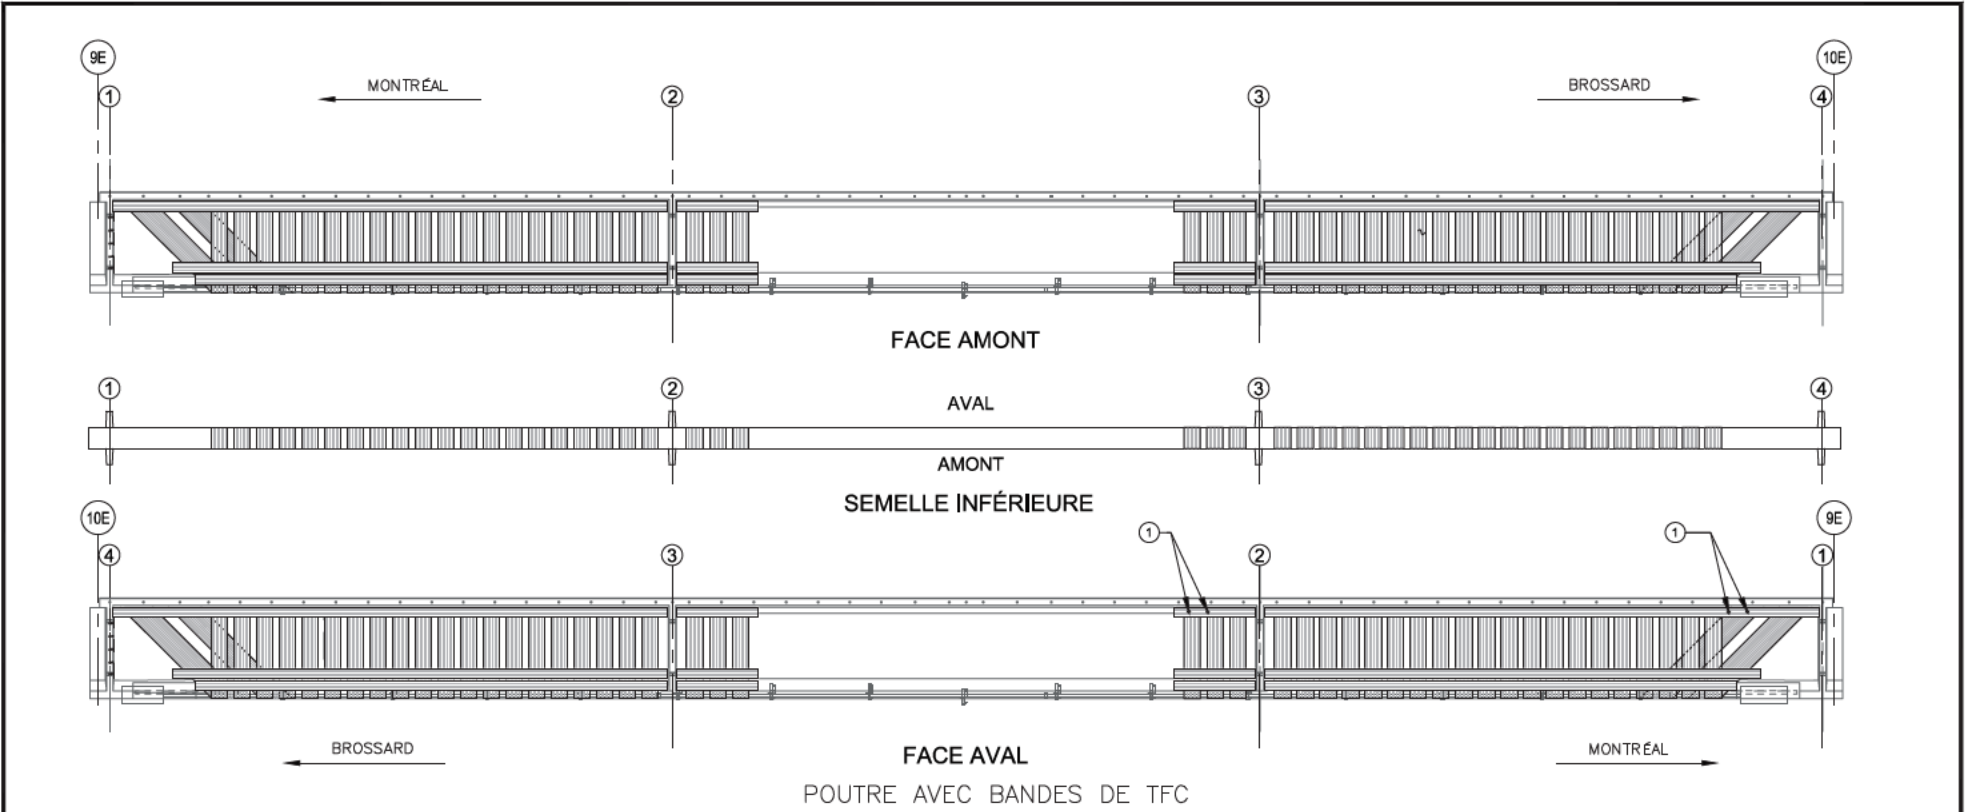 9E 10E
MONTRÉAL BROSSARD
1 2 3 4
FACE AMONT
1 2 3 4
AVAL
AMONT
SEMELLE INFÉRIEURE
10E 9E
1 1
4 3 2 1
BROSSARD MONTRÉAL
FACE AVAL
POUTRE AVEC BANDES DE TFC